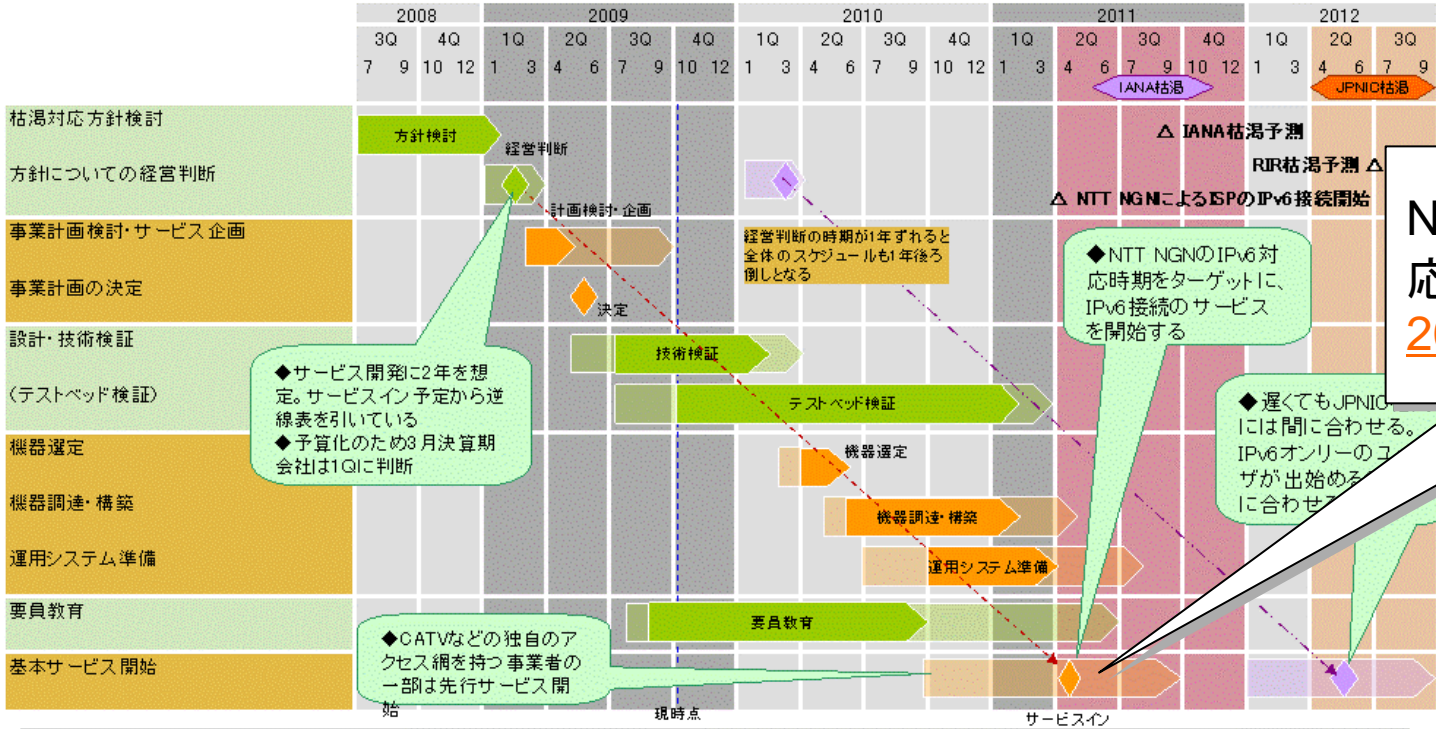 2008 2009 2010 2011 2012
3Q 4Q 1Q 2Q 3Q 4Q 1Q 2Q 3Q 4Q 1Q 2Q 3Q 4Q 1Q 2Q 3Q
7 9 10 12 1 3 4 6 7 9 10 12 1 3 4 6 7 9 10 12 1 3 4 6 7 9 10 12 1 3 4 6 7 9
IANA枯渇 JPNIC枯渇
枯渇対応方針検討
方針検討
△ IANA枯渇予測
経営判断
方針についての経営判断
RIR枯渇予測 △
△ NTT NGNによるISPのIPv6接続開始
計画検討・企画
事業計画検討・サービス企画
経営判断の時期が1年ずれると
全体のスケジュールも1年後ろ
倒しとなる
◆NTT NGNのIPv6対
応時期をターゲットに、
IPv6接続のサービス
を開始する
N
応
事業計画の決定
決定
設計・技術検証
技術検証
◆サービス開発に2年を想
定。サービスイン予定から逆
線表を引いている
◆予算化のため3月決算期
会社は1Qに判断
(テストベッド検証)
テストベッド検証
◆遅くてもJPNIC
には間に合わせる。
IPv6オンリーのユ
ザが出始める
に合わせ
機器選定
機器選定
機器調達・構築
機器調達・構築
運用システム準備
運用システム準備
要員教育
要員教育
◆CATVなどの独自のア
クセス網を持つ事業者の
一部は先行サービス開
始
基本サービス開始
現時点
サービスイン